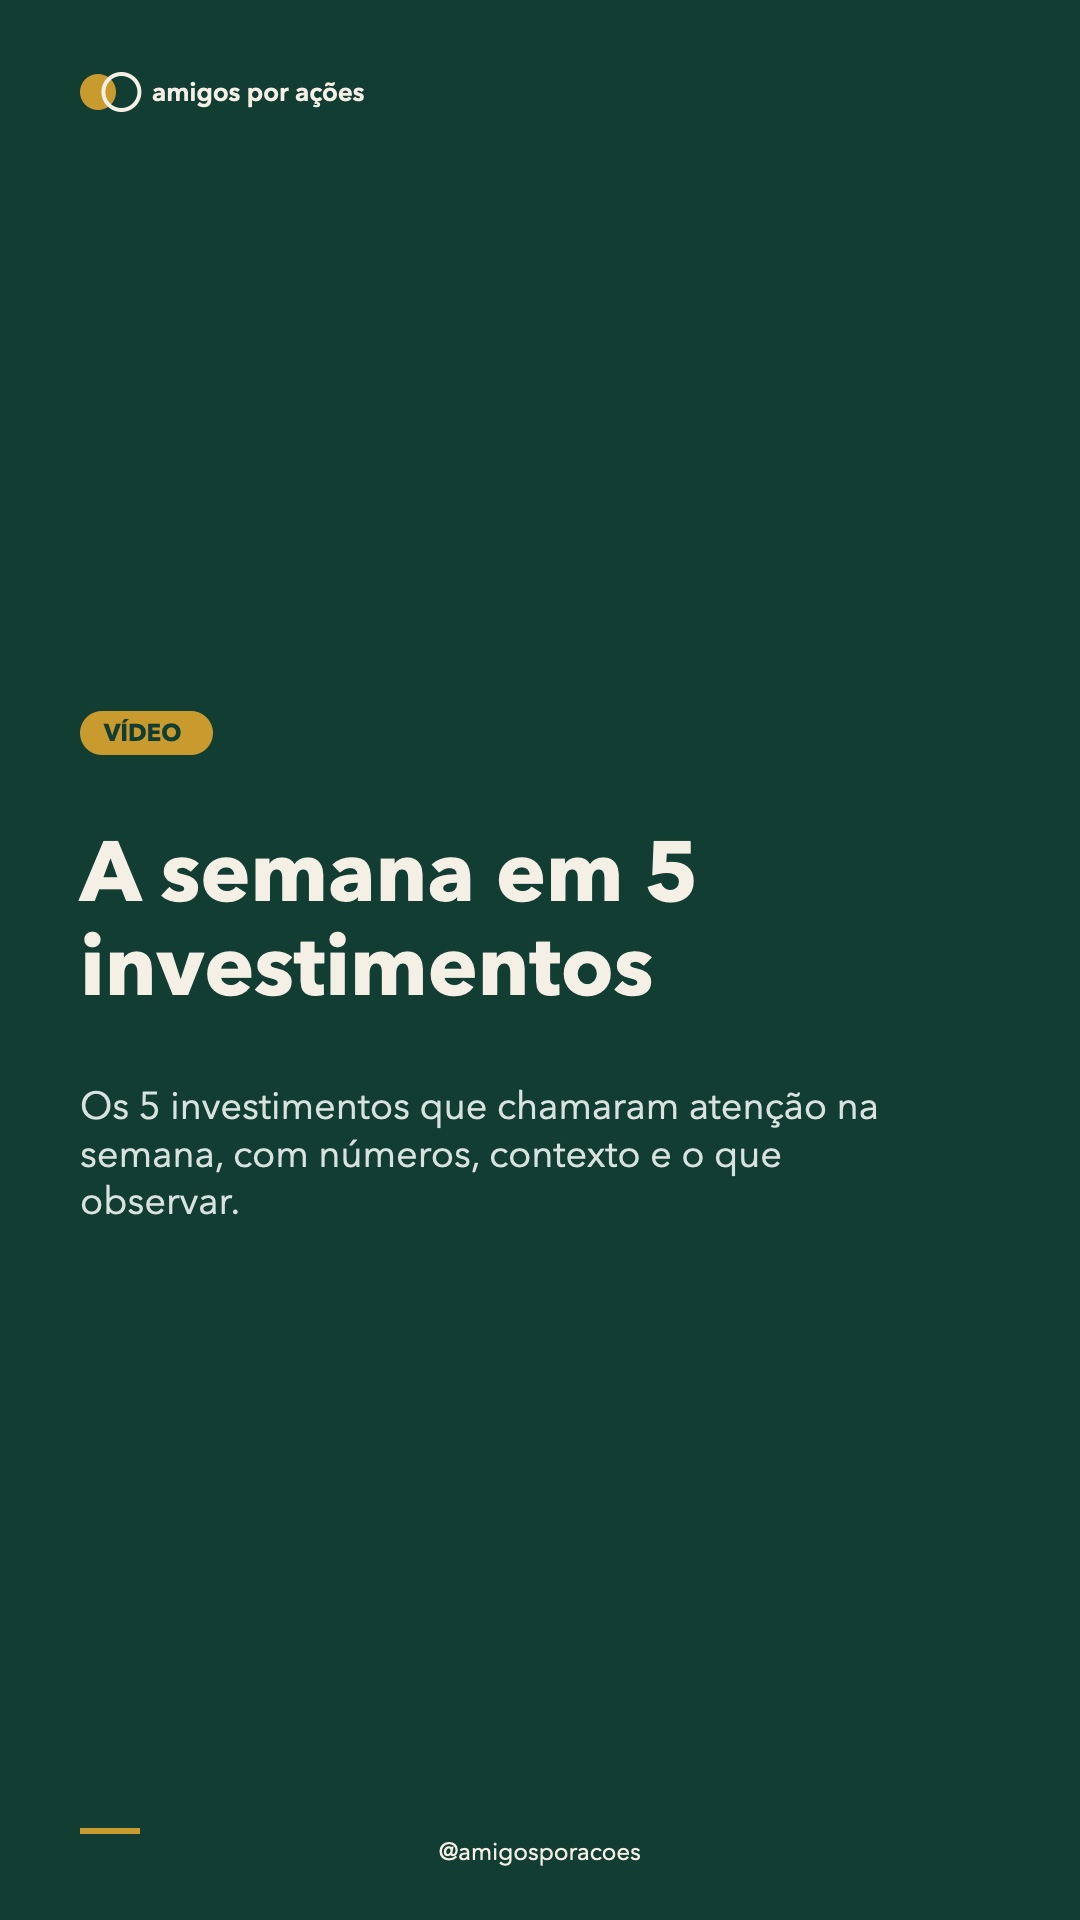 amigos por ações
VÍDEO
A semana em 5
investimentos
Os 5 investimentos que chamaram atenção na
semana, com números, contexto e o que
observar.
@amigosporacoes